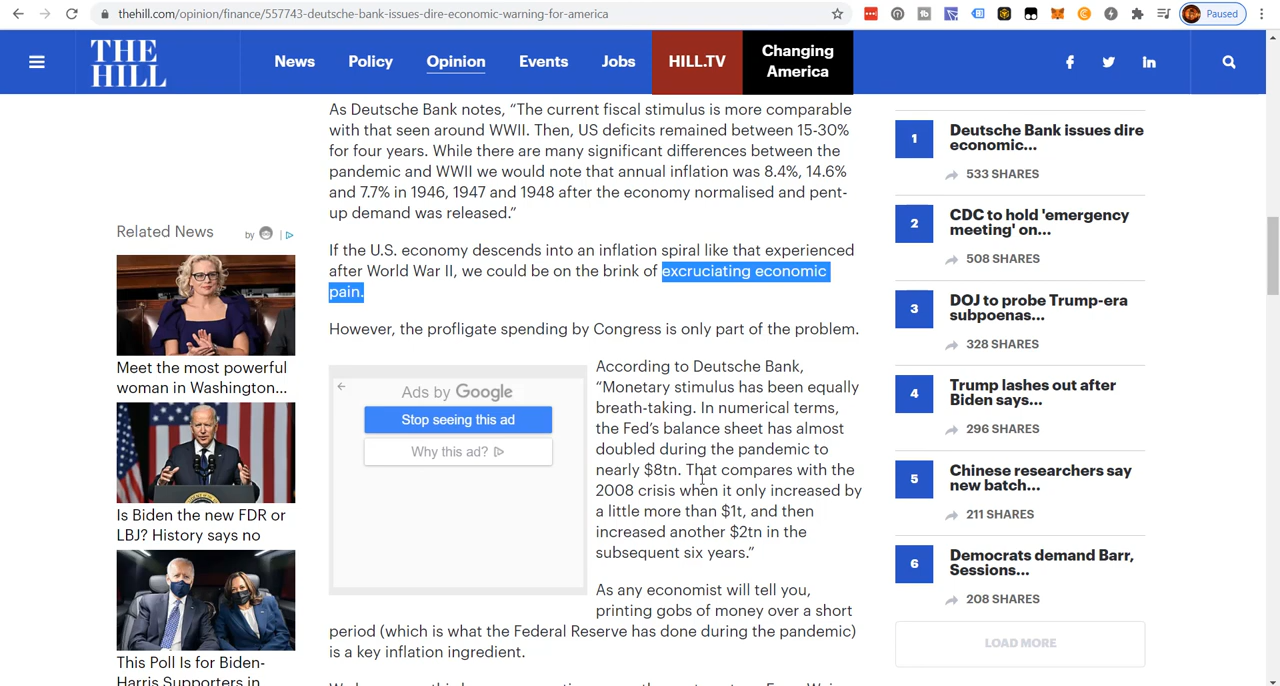 thehill.com/opinion/finance/557743-deutsche-bank-issues-dire-economic-warning-for-america
Paused
THE
HILL
News
Policy
Opinion
Events
Jobs
HILL.TV
Changing
America
As Deutsche Bank notes, “The current fiscal stimulus is more comparable
with that seen around WWII. Then, US deficits remained between 15-30%
for four years. While there are many significant differences between the
pandemic and WWII we would note that annual inflation was 8.4%, 14.6%
and 7.7% in 1946, 1947 and 1948 after the economy normalised and pent-
up demand was released.”
If the U.S. economy descends into an inflation spiral like that experienced
after World War II, we could be on the brink of excruciating economic
pain.
However, the profligate spending by Congress is only part of the problem.
Ads by Google
Stop seeing this ad
Why this ad?
According to Deutsche Bank,
“Monetary stimulus has been equally
breath-taking. In numerical terms,
the Fed’s balance sheet has almost
doubled during the pandemic to
nearly $8tn. That compares with the
2008 crisis when it only increased by
a little more than $1t, and then
increased another $2tn in the
subsequent six years.”
As any economist will tell you,
printing gobs of money over a short
period (which is what the Federal Reserve has done during the pandemic)
is a key inflation ingredient.
Related News
by
Meet the most powerful
woman in Washington...
Is Biden the new FDR or
LBJ? History says no
This Poll Is for Biden-
Harris Supporters in
1
Deutsche Bank issues dire
economic...
533 SHARES
2
CDC to hold 'emergency
meeting' on...
508 SHARES
3
DOJ to probe Trump-era
subpoenas...
328 SHARES
4
Trump lashes out after
Biden says...
296 SHARES
5
Chinese researchers say
new batch...
211 SHARES
6
Democrats demand Barr,
Sessions...
208 SHARES
LOAD MORE